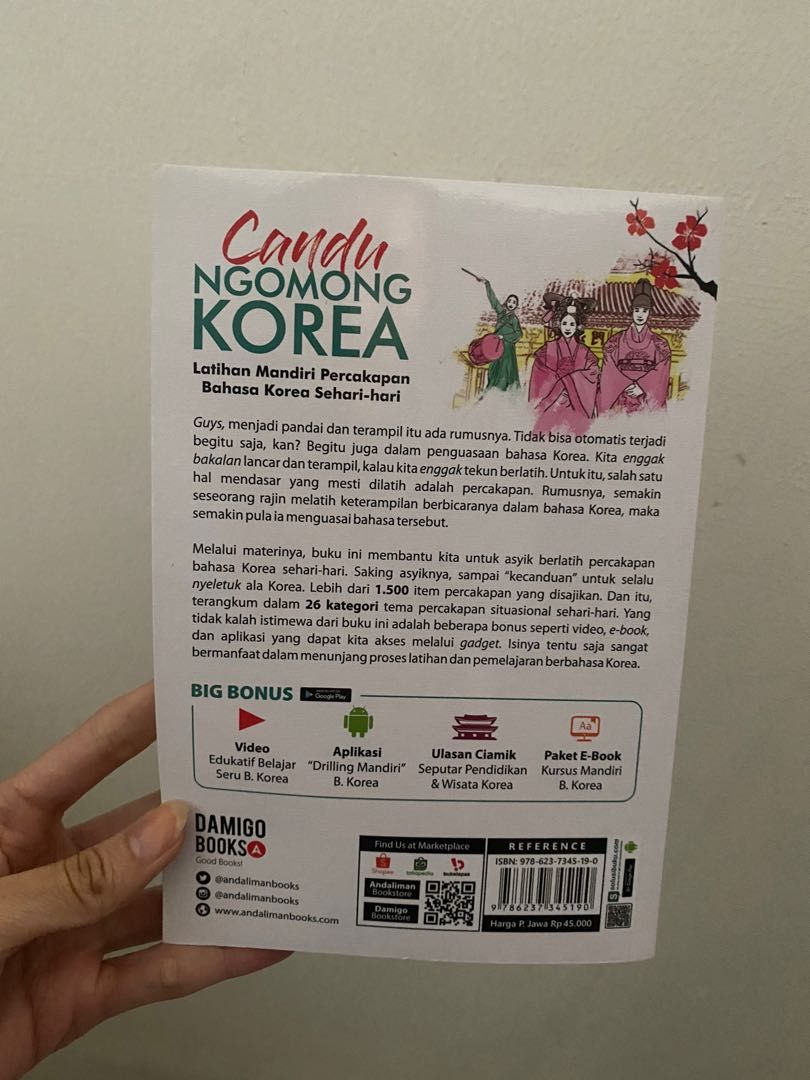 Candu
NGOMONG
KOREA
Latihan Mandiri Percakapan
Bahasa Korea Sehari-hari
Guys, menjadi pandai dan terampil itu ada rumusnya. Tidak bisa otomatis terjadi
begitu saja, kan? Begitu juga dalam penguasaan bahasa Korea. Kita enggak
bakalan lancar dan terampil, kalau kita enggak tekun berlatih. Untuk itu, salah satu
hal mendasar yang mesti dilatih adalah percakapan. Rumusnya, semakin
seseorang rajin melatih keterampilan berbicaranya dalam bahasa Korea, maka
semakin pula ia menguasai bahasa tersebut.
Melalui materinya, buku ini membantu kita untuk asyik berlatih percakapan
bahasa Korea sehari-hari. Saking asyiknya, sampai “kecanduan” untuk selalu
nyeletuk ala Korea. Lebih dari 1.500 item percakapan yang disajikan. Dan itu,
terangkum dalam 26 kategori tema percakapan situasional sehari-hari. Yang
tidak kalah istimewa dari buku ini adalah beberapa bonus seperti video, e-book,
dan aplikasi yang dapat kita akses melalui gadget. Isinya tentu saja sangat
bermanfaat dalam menunjang proses latihan dan pemelajaran berbahasa Korea.
BIG BONUS
Google Play
Video
Edukatif Belajar
Seru B. Korea
Aplikasi
“Drilling Mandiri”
B. Korea
Ulasan Ciamik
Seputar Pendidikan
& Wisata Korea
Aa
Paket E-Book
Kursus Mandiri
B. Korea
DAMIGO
BOOKS A
Good Books!
@andalimanbooks
@andalimanbooks
www.andalimanbooks.com
Find Us at Marketplace
Shopee
tokopedia
bukalapak
Andaliman
Bookstore
Damigo
Bookstore
REFERENCE
ISBN: 978-623-7345-19-0
9 786237 345190
Harga P. Jawa Rp 45.000